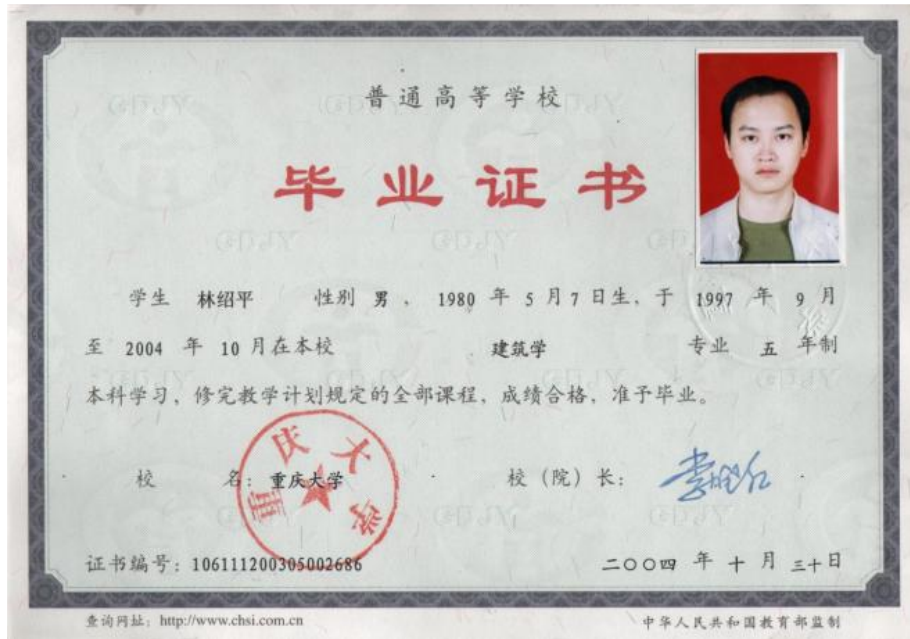 普通高等学校
毕业证书
学生 林绍平 性别 男 , 1980 年 5 月 7 日生, 于 1997 年 9 月
至 2004 年 10 月在本校 建筑学 专业 五 年制
本科学习, 修完教学计划规定的全部课程, 成绩合格, 准予毕业。
校 名: 重庆大学 校 (院) 长:
重庆大学
证书编号: 106111200305002686 二〇〇四 年 十 月 三十日
查询网址: http://www.chsi.com.cn 中华人民共和国教育部监制